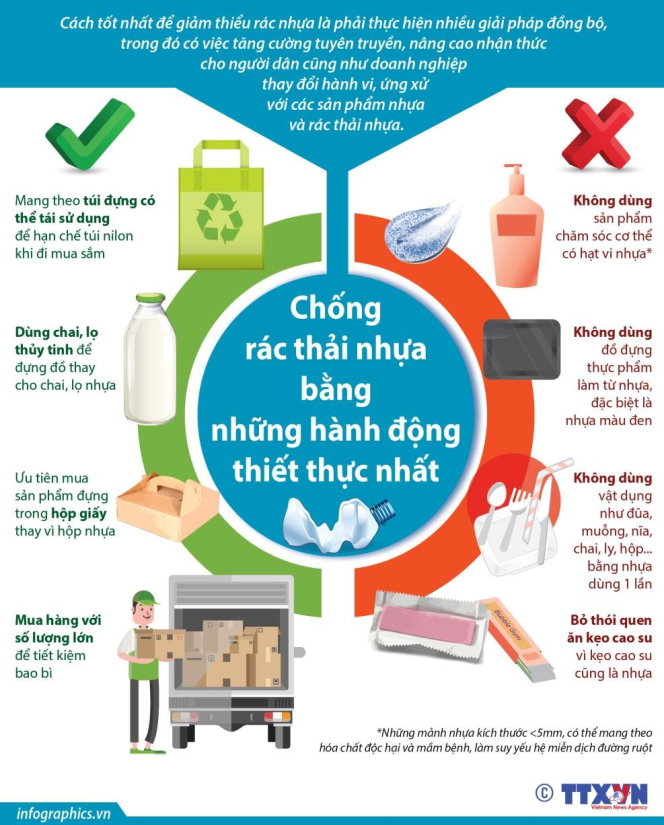 Cách tốt nhất để giảm thiểu rác nhựa là phải thực hiện nhiều giải pháp đồng bộ,
trong đó có việc tăng cường tuyên truyền, nâng cao nhận thức
cho người dân cũng như doanh nghiệp
thay đổi hành vi, ứng xử
với các sản phẩm nhựa
và rác thải nhựa.
Mang theo túi đựng có
thể tái sử dụng
để hạn chế túi nilon
khi đi mua sắm
Dùng chai, lọ
thủy tinh để
đựng đồ thay
cho chai, lọ nhựa
Ưu tiên mua
sản phẩm đựng
trong hộp giấy
thay vì hộp nhựa
Mua hàng với
số lượng lớn
để tiết kiệm
bao bì
Chống
rác thải nhựa
bằng
những hành động
thiết thực nhất
Không dùng
sản phẩm
chăm sóc cơ thể
có hạt vi nhựa*
Không dùng
đồ đựng
thực phẩm
làm từ nhựa,
đặc biệt là
nhựa màu đen
Không dùng
vật dụng
như đũa,
muỗng, nĩa,
chai, ly, hộp...
bằng nhựa
dùng 1 lần
Bubble Gum
Bỏ thói quen
ăn kẹo cao su
vì kẹo cao su
cũng là nhựa
*Những mảnh nhựa kích thước <5mm, có thể mang theo
hóa chất độc hại và mầm bệnh, làm suy yếu hệ miễn dịch đường ruột
© TTXVN
Vietnam News Agency
infographics.vn